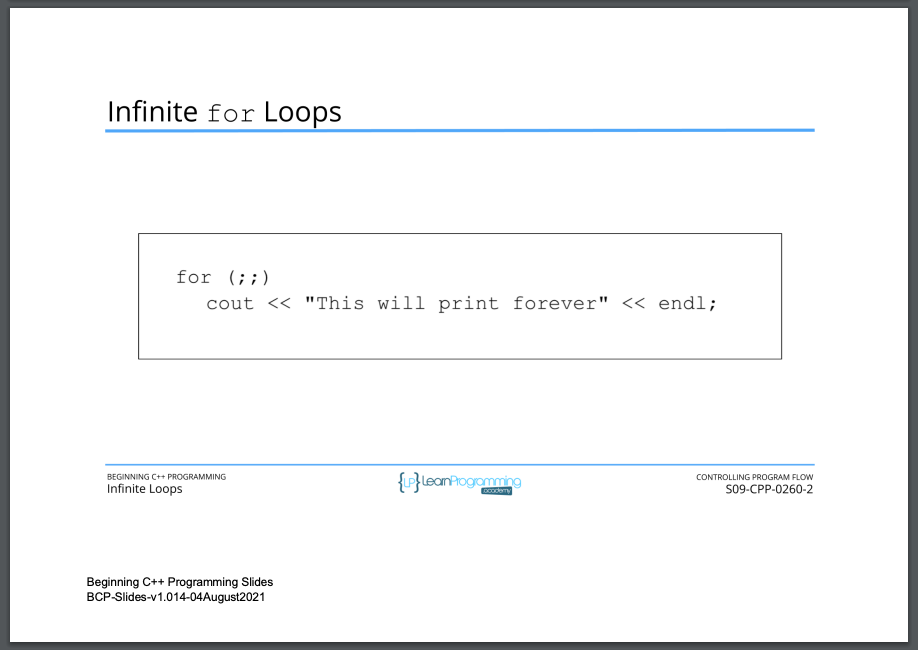 Infinite for Loops
for (;;)
cout << "This will print forever" << endl;
BEGINNING C++ PROGRAMMING
Infinite Loops
{LP} LearnProgramming
academy
CONTROLLING PROGRAM FLOW
S09-CPP-0260-2
Beginning C++ Programming Slides
BCP-Slides-v1.014-04August2021